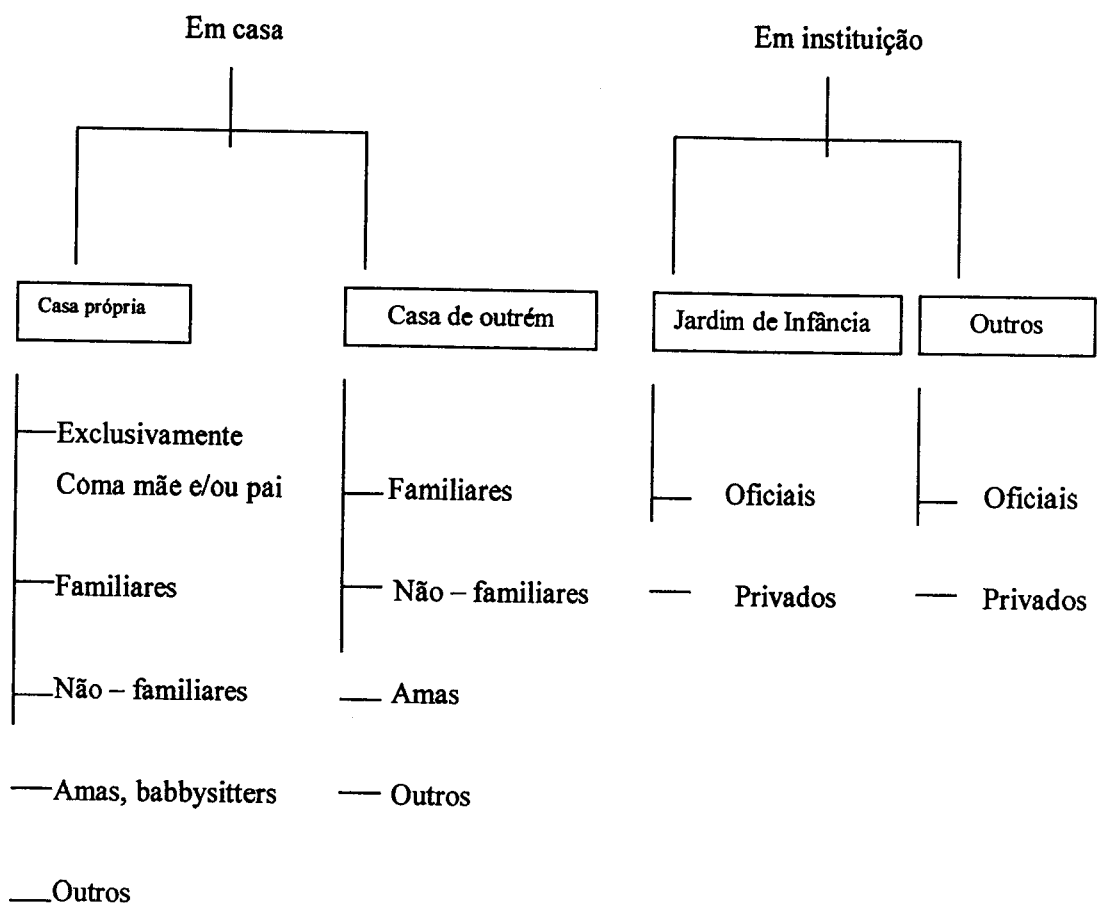 Em casa
Em instituição
Casa própria
Casa de outrém
Jardim de Infância
Outros
Exclusivamente
Coma mãe e/ou pai
Familiares
Não – familiares
Amas, babbysitters
Outros
Familiares
Não – familiares
Amas
Outros
Oficiais
Privados
Oficiais
Privados